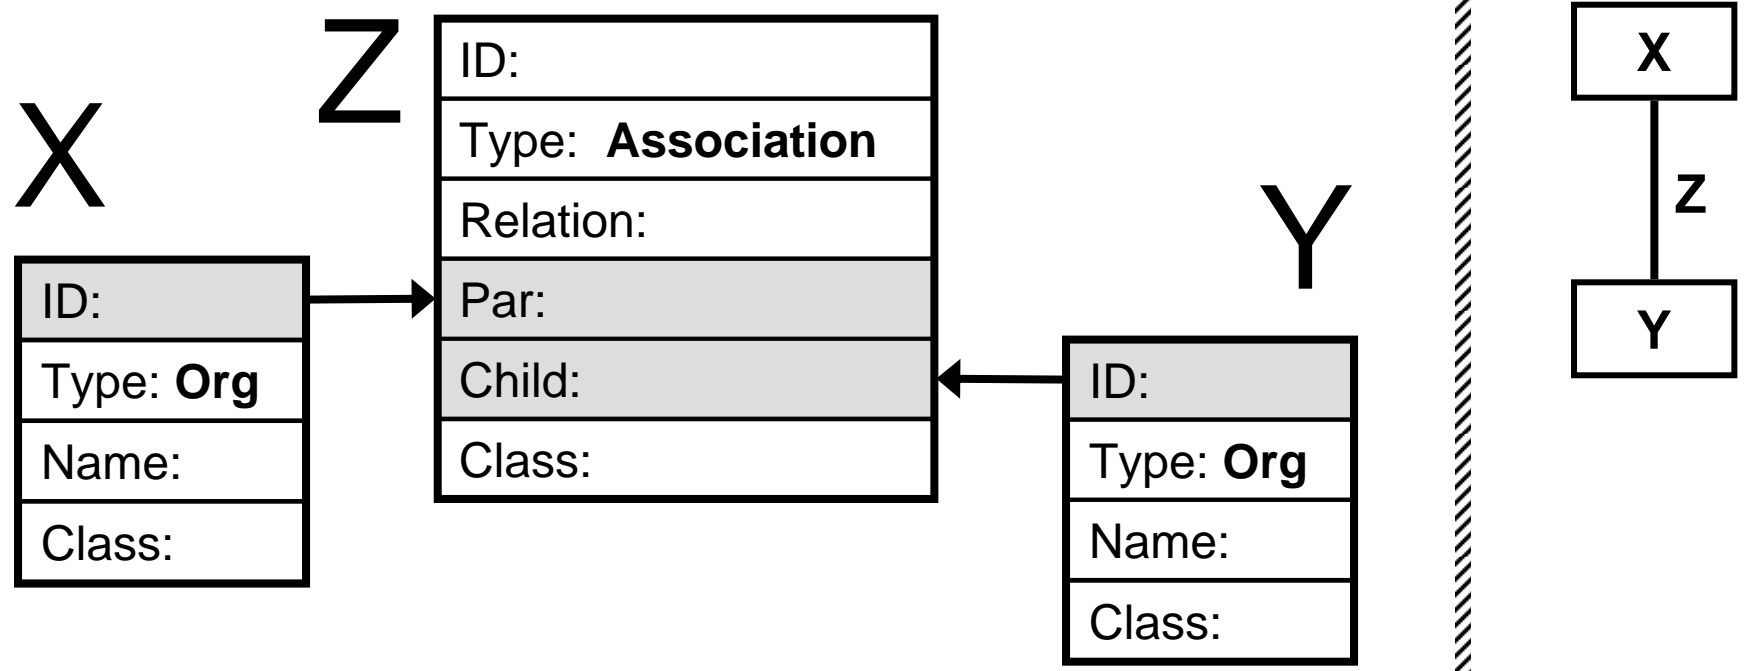 X
ID:
Type: Org
Name:
Class:
Z
ID:
Type: Association
Relation:
Par:
Child:
Class:
Y
ID:
Type: Org
Name:
Class:
X
Z
Y